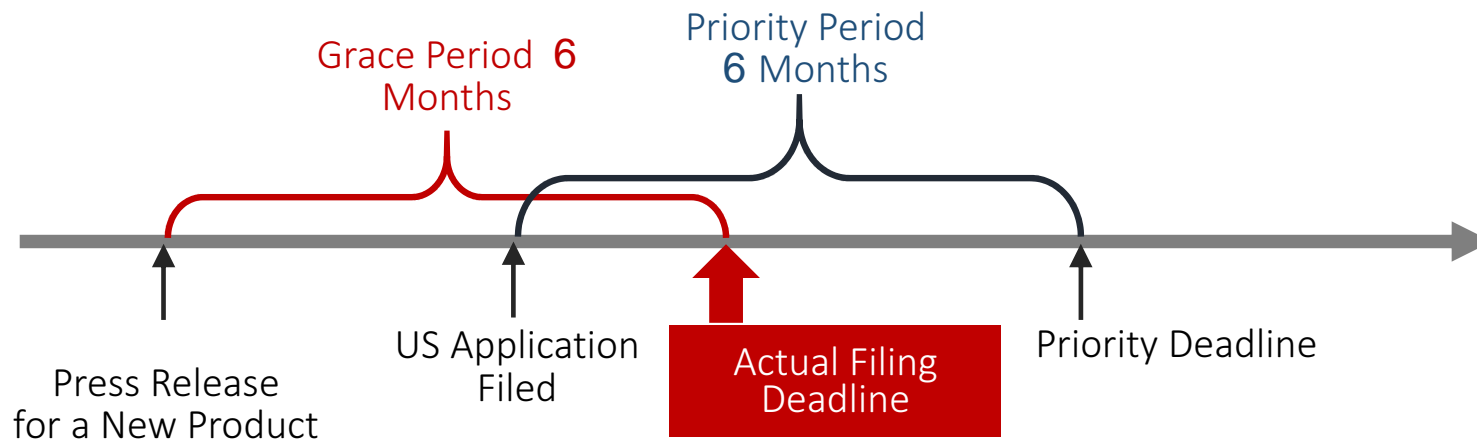 Grace Period 6
Months
Priority Period
6 Months
Press Release
for a New Product
US Application
Filed
Actual Filing
Deadline
Priority Deadline